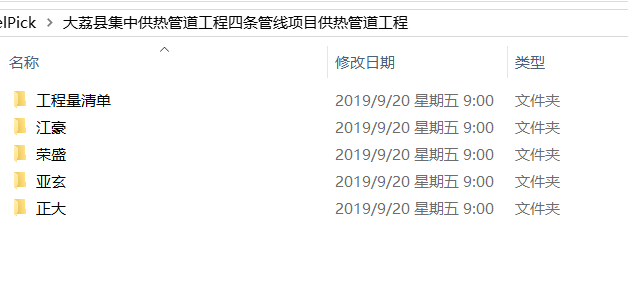 elPick > 大荔县集中供热管道工程四条管线项目供热管道工程
名称 修改日期 类型
工程量清单 2019/9/20 星期五 9:00 文件夹
江豪 2019/9/20 星期五 9:00 文件夹
荣盛 2019/9/20 星期五 9:00 文件夹
亚玄 2019/9/20 星期五 9:00 文件夹
正大 2019/9/20 星期五 9:00 文件夹